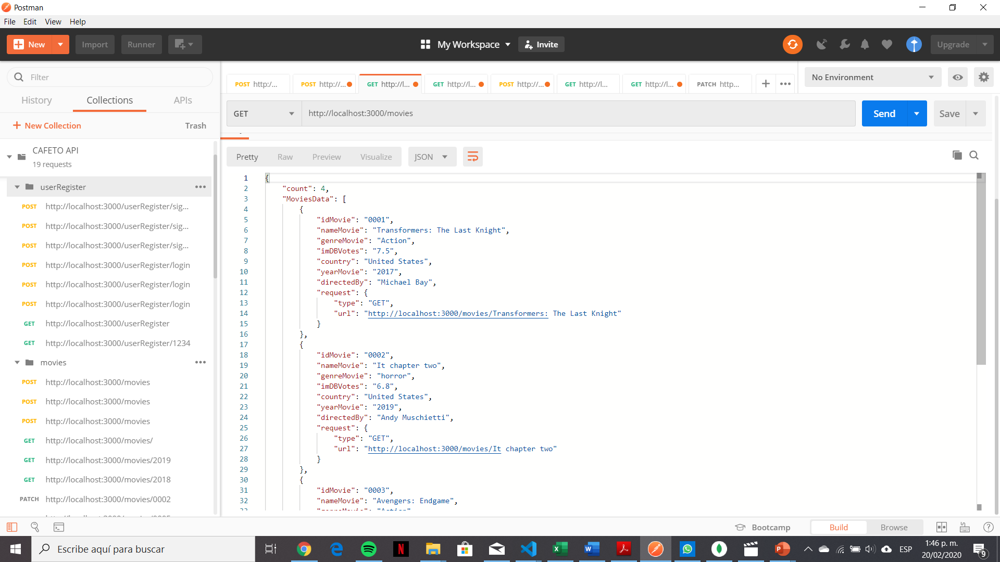 Postman
File Edit View Help
New Import Runner My Workspace Invite Upgrade
Filter
History Collections APIs
New Collection Trash
CAFETO API
19 requests
userRegister
POST http://localhost:3000/userRegister/sig...
POST http://localhost:3000/userRegister/sig...
POST http://localhost:3000/userRegister/sig...
POST http://localhost:3000/userRegister/login
POST http://localhost:3000/userRegister/login
POST http://localhost:3000/userRegister/login
GET http://localhost:3000/userRegister
GET http://localhost:3000/userRegister/1234
movies
POST http://localhost:3000/movies
POST http://localhost:3000/movies
POST http://localhost:3000/movies
GET http://localhost:3000/movies/
GET http://localhost:3000/movies/2019
GET http://localhost:3000/movies/2018
PATCH http://localhost:3000/movies/0002
POST http:/... POST http://... GET http://l... GET http://l... POST http://... GET http://l... GET http://l... PATCH http...
No Environment
GET http://localhost:3000/movies Send Save
Pretty Raw Preview Visualize JSON
1 {
2 "count": 4,
3 "MoviesData": [
4 {
5 "idMovie": "0001",
6 "nameMovie": "Transformers: The Last Knight",
7 "genreMovie": "Action",
8 "imDBVotes": "7.5",
9 "country": "United States",
10 "yearMovie": "2017",
11 "directedBy": "Michael Bay",
12 "request": {
13 "type": "GET",
14 "url": "http://localhost:3000/movies/Transformers: The Last Knight"
15 }
16 },
17 {
18 "idMovie": "0002",
19 "nameMovie": "It chapter two",
20 "genreMovie": "horror",
21 "imDBVotes": "6.8",
22 "country": "United States",
23 "yearMovie": "2019",
24 "directedBy": "Andy Muschietti",
25 "request": {
26 "type": "GET",
27 "url": "http://localhost:3000/movies/It chapter two"
28 }
29 },
30 {
31 "idMovie": "0003",
32 "nameMovie": "Avengers: Endgame",
Bootcamp Build Browse
Escribe aquí para buscar
ESP
1:46 p. m.
20/02/2020
9